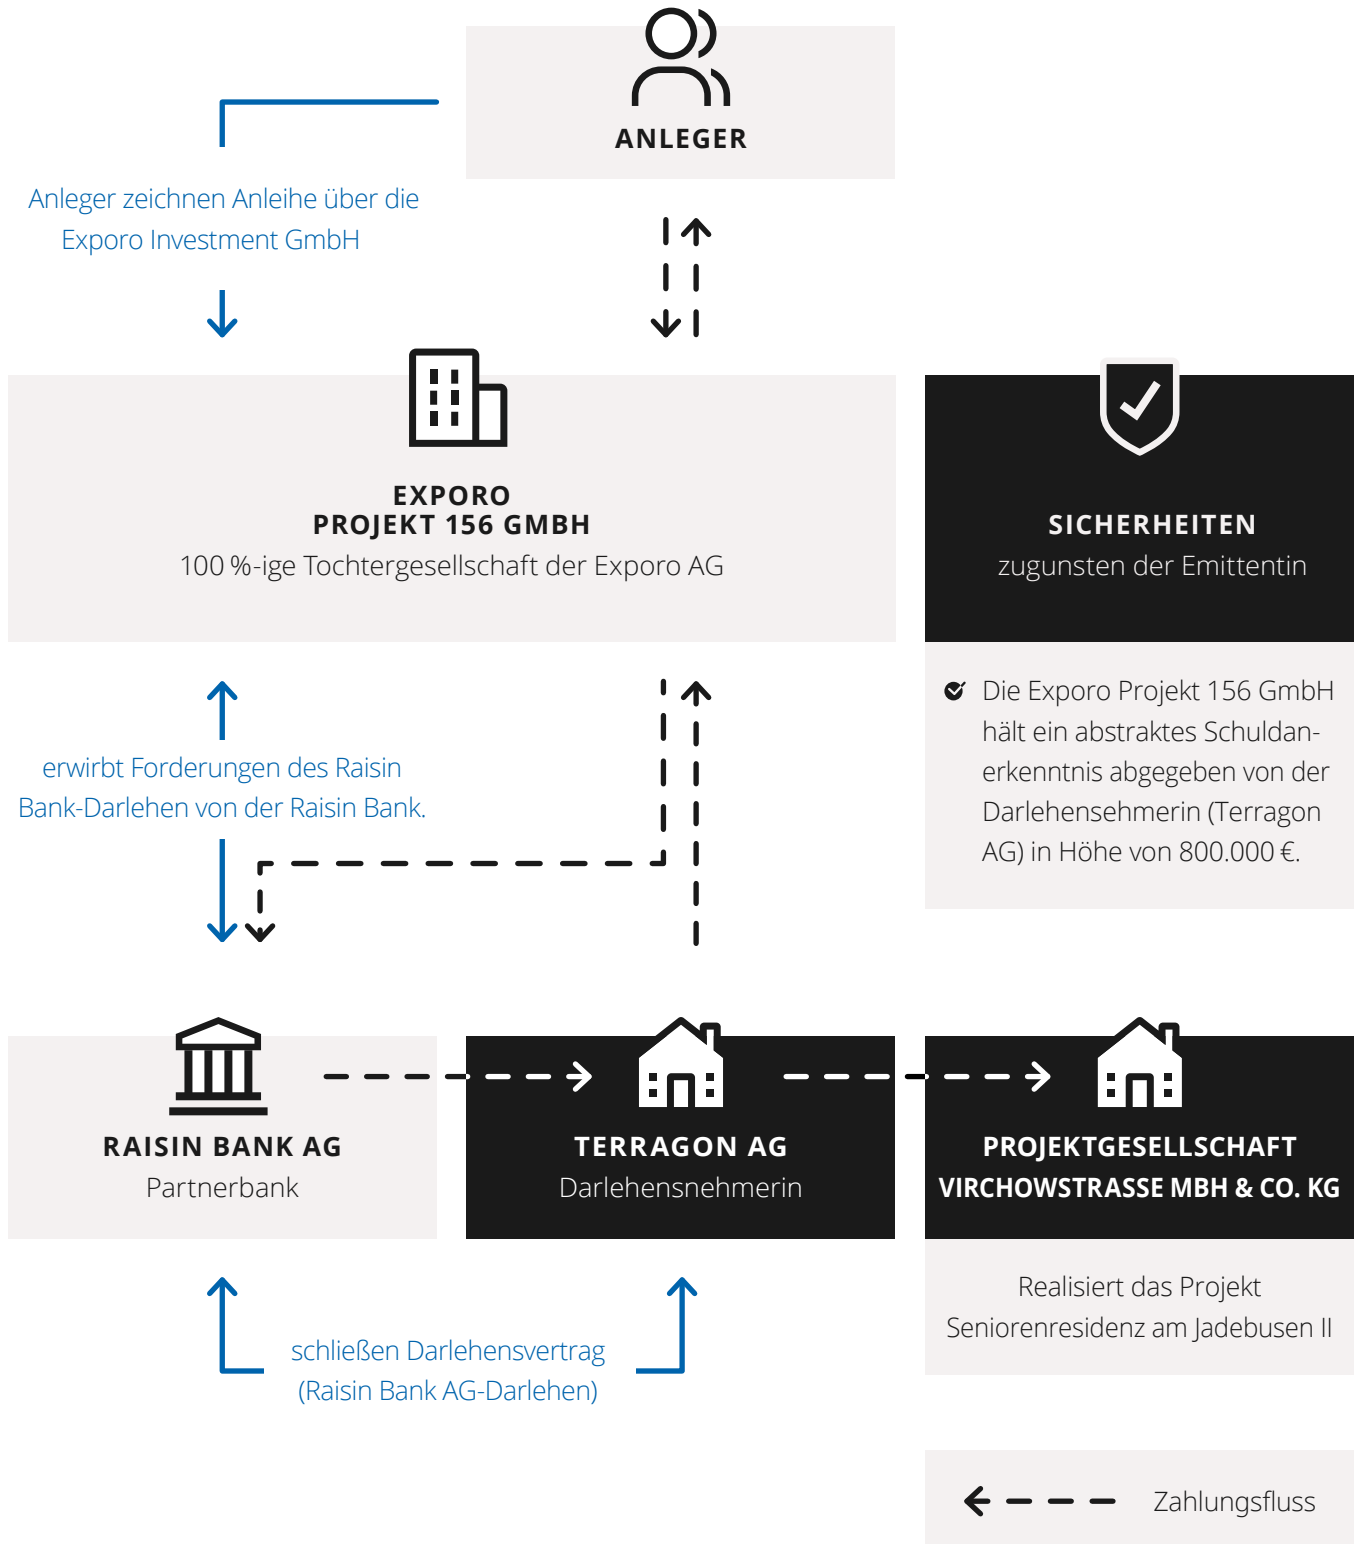 ANLEGER
Anleger zeichnen Anleihe über die
Exporo Investment GmbH
EXPORO
PROJEKT 156 GMBH
100 %-ige Tochtergesellschaft der Exporo AG
SICHERHEITEN
zugunsten der Emittentin
Die Exporo Projekt 156 GmbH
hält ein abstraktes Schuldan-
erkenntnis abgegeben von der
Darlehensehmerin (Terragon
AG) in Höhe von 800.000 €.
erwirbt Forderungen des Raisin
Bank-Darlehen von der Raisin Bank.
RAISIN BANK AG
Partnerbank
TERRAGON AG
Darlehensnehmerin
PROJEKTGESELLSCHAFT
VIRCHOWSTRASSE MBH & CO. KG
Realisiert das Projekt
Seniorenresidenz am Jadebusen II
schließen Darlehensvertrag
(Raisin Bank AG-Darlehen)
Zahlungsfluss